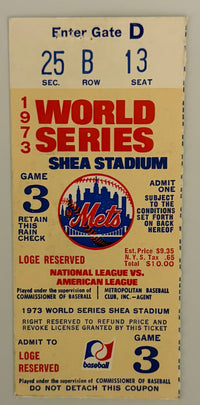 Enter Gate D
25 B 13
SEC. ROW SEAT
1973
WORLD
SERIES
SHEA STADIUM
GAME
3
RETAIN
THIS
RAIN
CHECK
Mets
ADMIT
ONE
SUBJECT
TO THE
CONDITIONS
SET FORTH
ON BACK
HEREOF
LOGE RESERVED
Est. Price $9.35
N.Y.S. Tax .65
Total $10.00
NATIONAL LEAGUE VS.
AMERICAN LEAGUE
Played under the supervision of
COMMISSIONER OF BASEBALL
METROPOLITAN BASEBALL
CLUB, INC.-AGENT
1973 WORLD SERIES SHEA STADIUM
RIGHT RESERVED TO REFUND PRICE AND
REVOKE LICENSE GRANTED BY THIS TICKET
ADMIT TO
LOGE
RESERVED
baseball
GAME
3
Played under the supervision of COMMISSIONER OF BASEBALL
DO NOT DETACH THIS COUPON